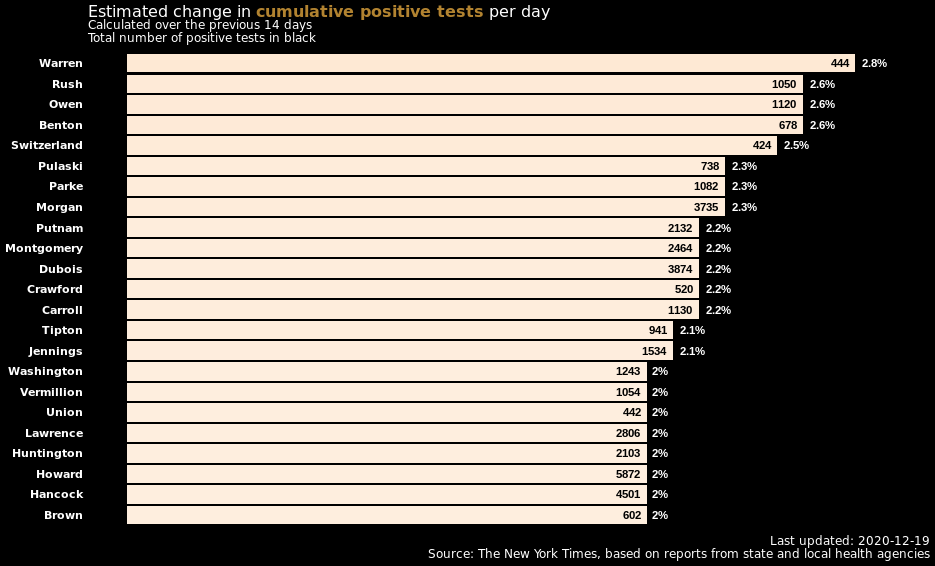 Estimated change in cumulative positive tests per day
Calculated over the previous 14 days
Total number of positive tests in black
Warren 444 2.8%
Rush 1050 2.6%
Owen 1120 2.6%
Benton 678 2.6%
Switzerland 424 2.5%
Pulaski 738 2.3%
Parke 1082 2.3%
Morgan 3735 2.3%
Putnam 2132 2.2%
Montgomery 2464 2.2%
Dubois 3874 2.2%
Crawford 520 2.2%
Carroll 1130 2.2%
Tipton 941 2.1%
Jennings 1534 2.1%
Washington 1243 2%
Vermillion 1054 2%
Union 442 2%
Lawrence 2806 2%
Huntington 2103 2%
Howard 5872 2%
Hancock 4501 2%
Brown 602 2%
Last updated: 2020-12-19
Source: The New York Times, based on reports from state and local health agencies